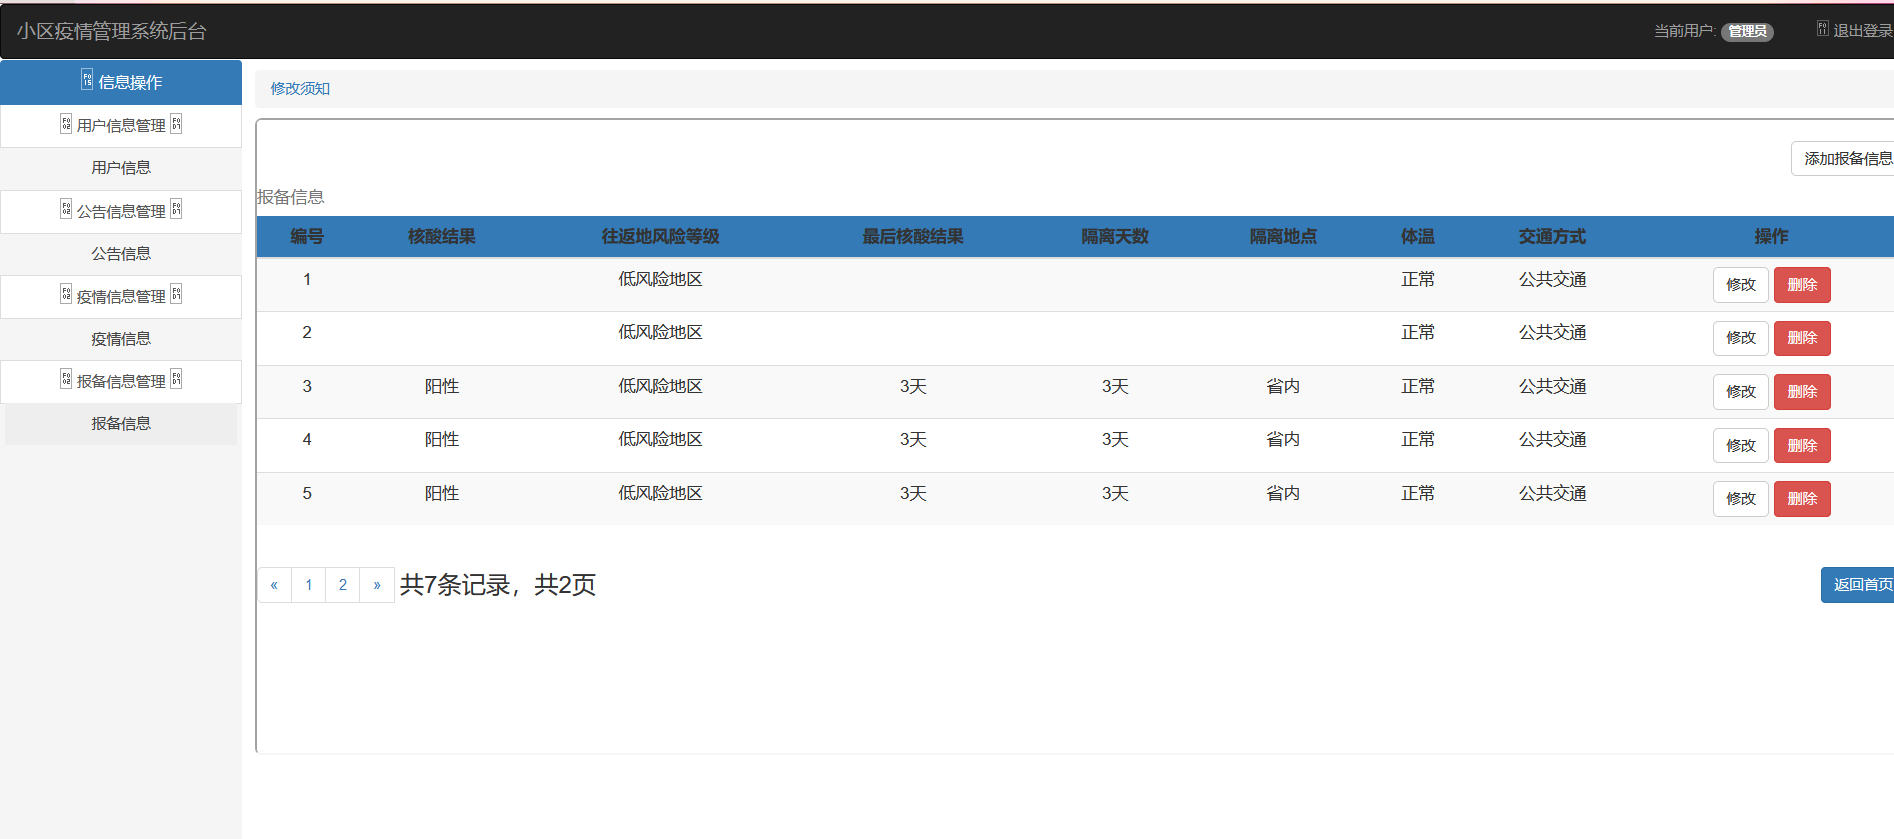 小区疫情管理系统后台
当前用户: 管理员 退出登录
信息操作
用户信息管理
用户信息
公告信息管理
公告信息
疫情信息管理
疫情信息
报备信息管理
报备信息
修改须知
添加报备信息
报备信息
编号 核酸结果 往返地风险等级 最后核酸结果 隔离天数 隔离地点 体温 交通方式 操作
1 低风险地区 正常 公共交通 修改 删除
2 低风险地区 正常 公共交通 修改 删除
3 阳性 低风险地区 3天 3天 省内 正常 公共交通 修改 删除
4 阳性 低风险地区 3天 3天 省内 正常 公共交通 修改 删除
5 阳性 低风险地区 3天 3天 省内 正常 公共交通 修改 删除
« 1 2 » 共7条记录，共2页
返回首页